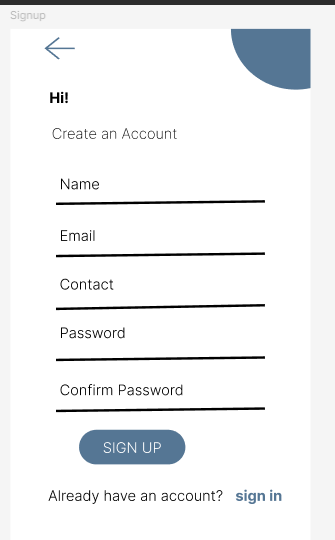 Signup
Hi!
Create an Account
Name
Email
Contact
Password
Confirm Password
SIGN UP
Already have an account? sign in